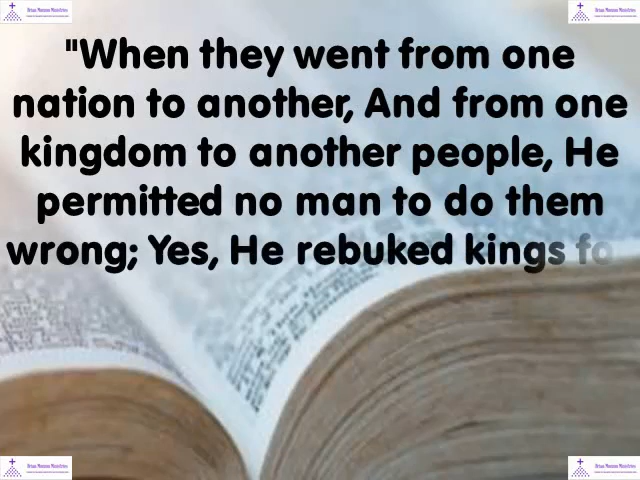 "When they went from one
nation to another, And from one
kingdom to another people, He
permitted no man to do them
wrong; Yes, He rebuked kings fo